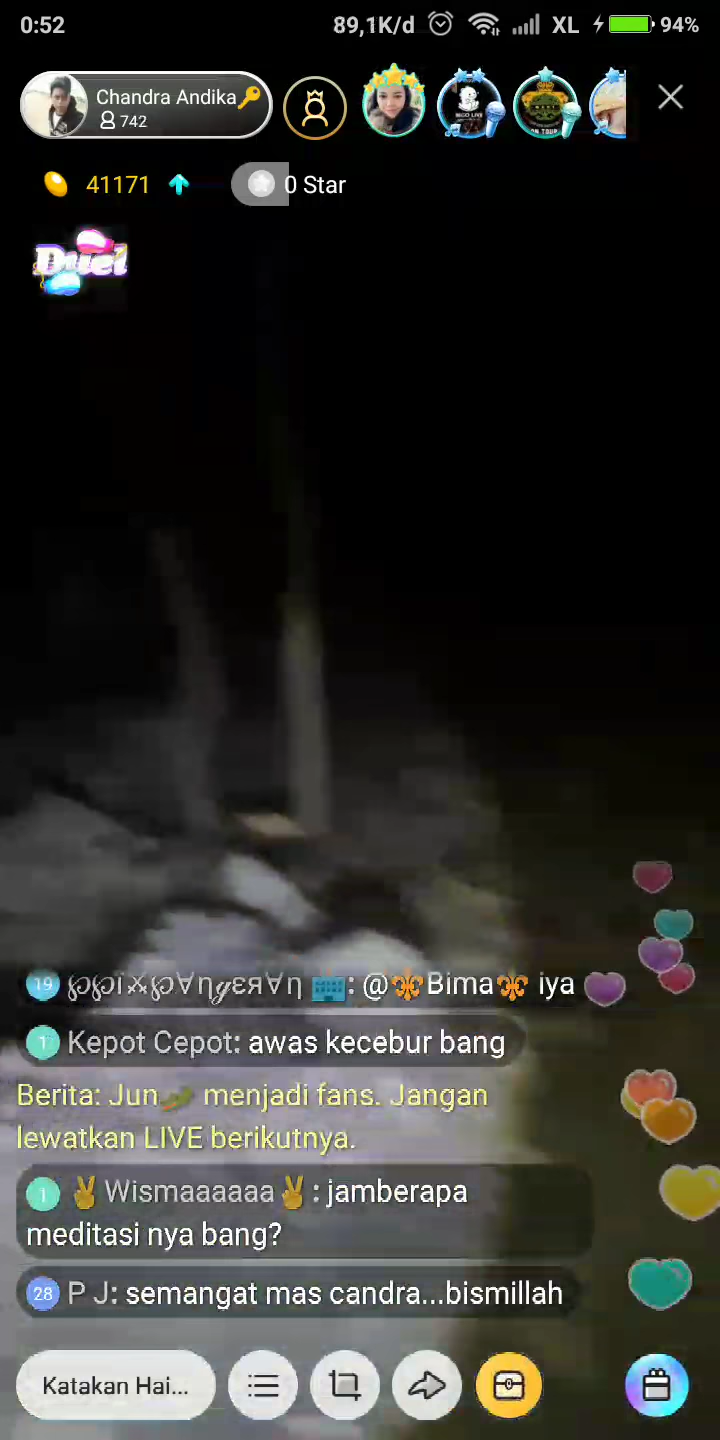 0:52 89,1K/d XL 94%
Chandra Andika
742
41171 0 Star
Duel
19 ℘℘i⚔℘∀ηℊεя∀η 🏢: @⚜Bima⚜ iya
1 Kepot Cepot: awas kecebur bang
Berita: Jun🐊 menjadi fans. Jangan
lewatkan LIVE berikutnya.
1 ✌Wismaaaaaa✌: jamberapa
meditasi nya bang?
28 P J: semangat mas candra...bismillah
Katakan Hai...